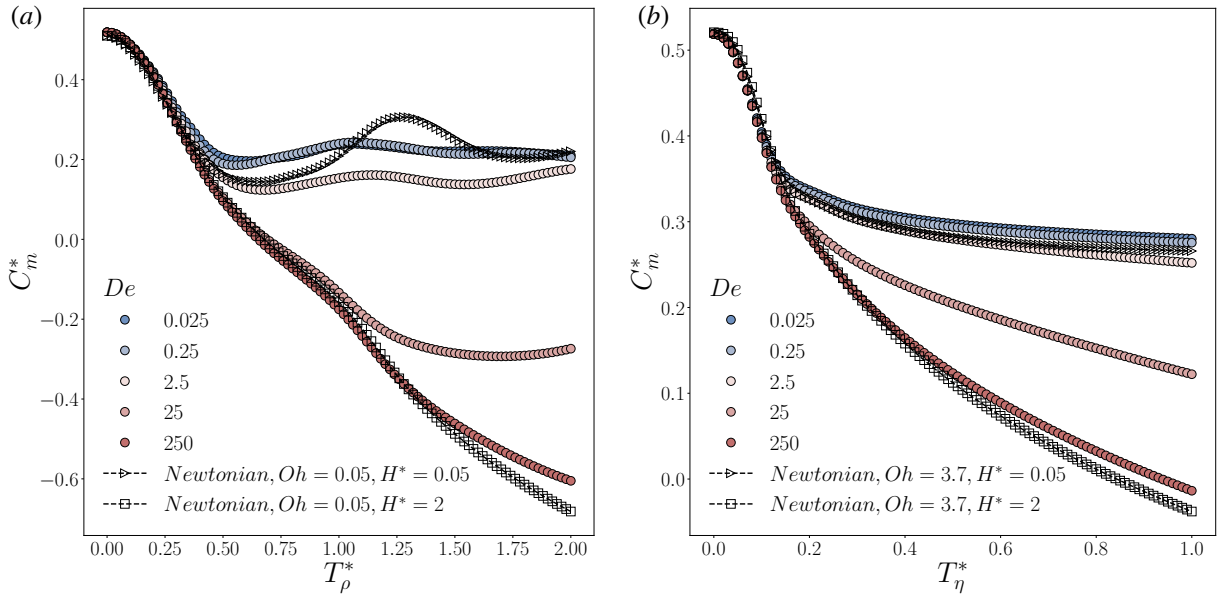 (a)
0.4
0.2
0.0
−0.2
−0.4
−0.6
C*m
De
0.025
0.25
2.5
25
250
Newtonian, Oh = 0.05, H* = 0.05
Newtonian, Oh = 0.05, H* = 2
0.00 0.25 0.50 0.75 1.00 1.25 1.50 1.75 2.00
T*ρ
(b)
0.5
0.4
0.3
0.2
0.1
0.0
C*m
De
0.025
0.25
2.5
25
250
Newtonian, Oh = 3.7, H* = 0.05
Newtonian, Oh = 3.7, H* = 2
0.0 0.2 0.4 0.6 0.8 1.0
T*η